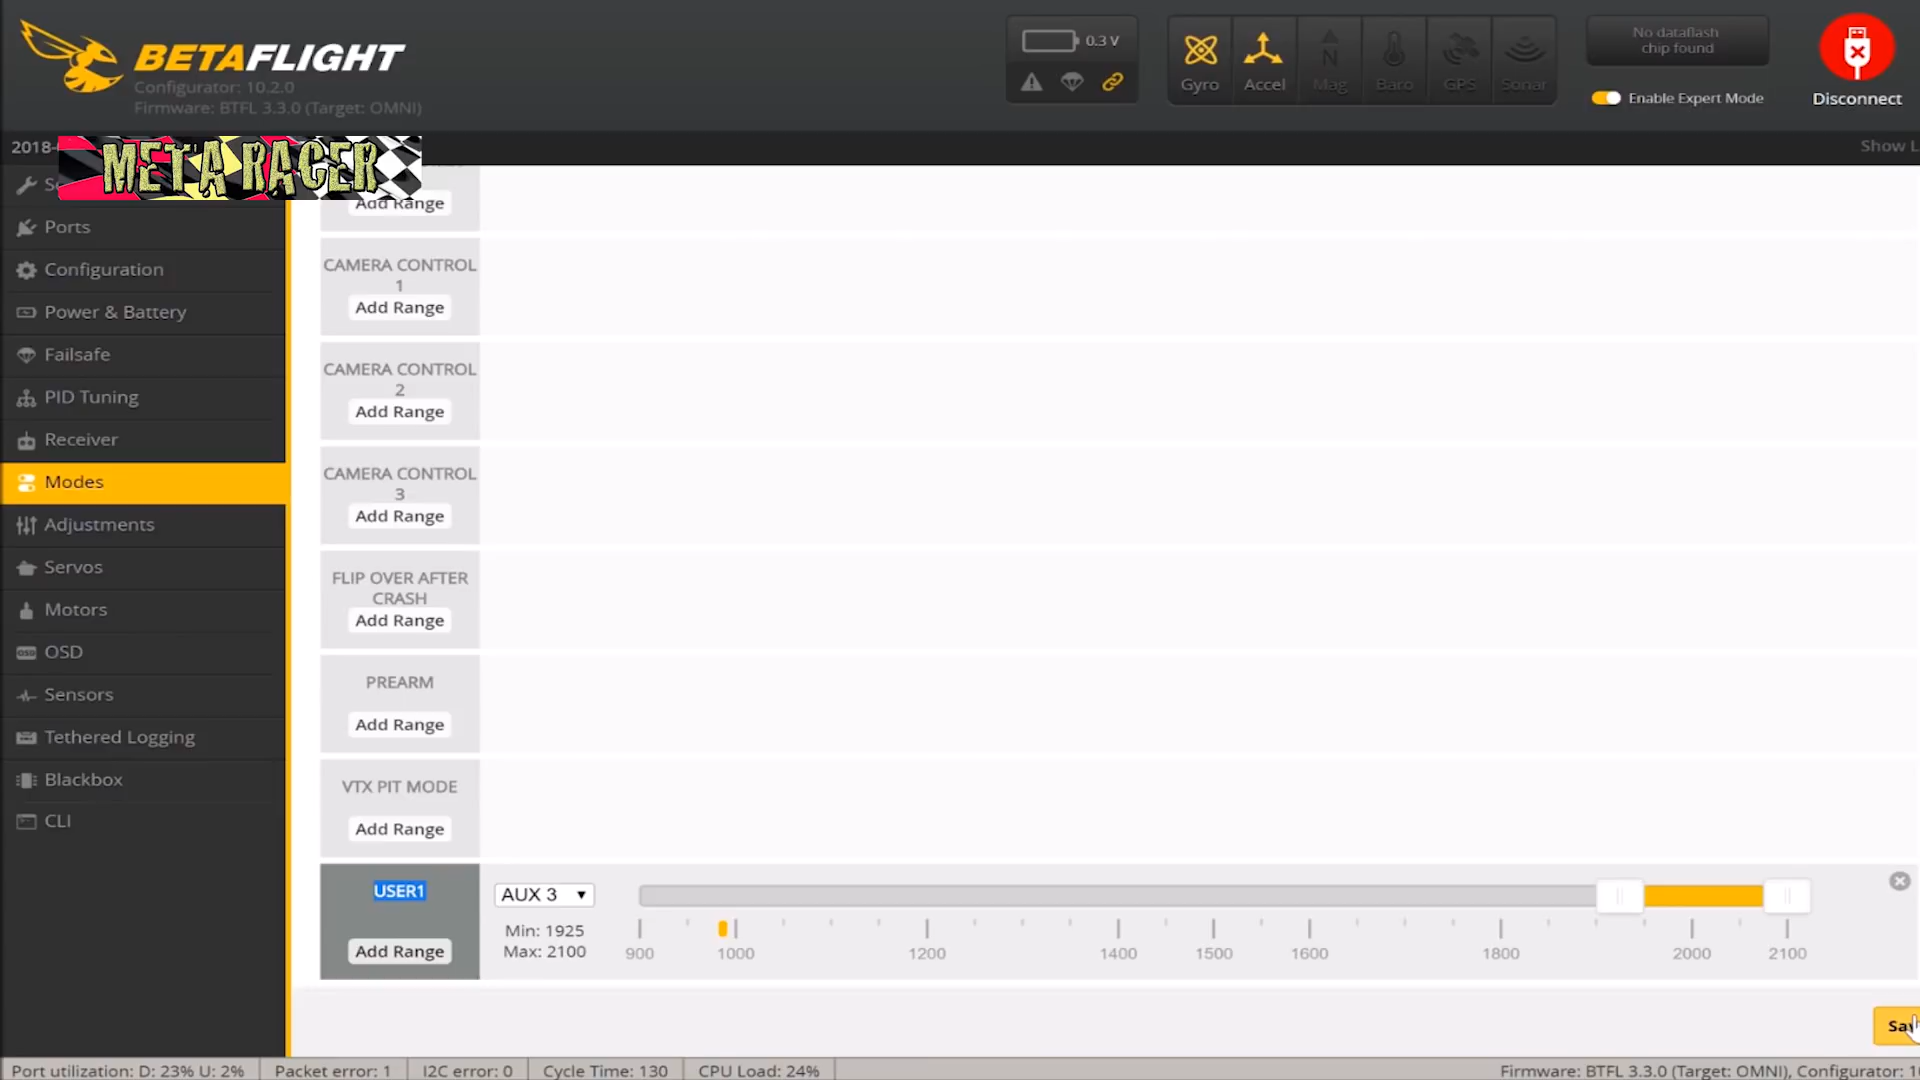 BETAFLIGHT
Configurator: 10.2.0
Firmware: BTFL 3.3.0 (Target: OMNI)
0.3 V
Gyro
Accel
Mag
Baro
GPS
Sonar
No dataflash
chip found
Enable Expert Mode
Disconnect
2018-
META RACER
Show L
Ports
Configuration
Power & Battery
Failsafe
PID Tuning
Receiver
Modes
Adjustments
Servos
Motors
OSD
Sensors
Tethered Logging
Blackbox
CLI
Add Range
CAMERA CONTROL
1
Add Range
CAMERA CONTROL
2
Add Range
CAMERA CONTROL
3
Add Range
FLIP OVER AFTER
CRASH
Add Range
PREARM
Add Range
VTX PIT MODE
Add Range
USER1
Add Range
AUX 3
Min: 1925
Max: 2100
900 1000 1200 1400 1500 1600 1800 2000 2100
Sa
Port utilization: D: 23% U: 2%
Packet error: 1
I2C error: 0
Cycle Time: 130
CPU Load: 24%
Firmware: BTFL 3.3.0 (Target: OMNI), Configurator: 1